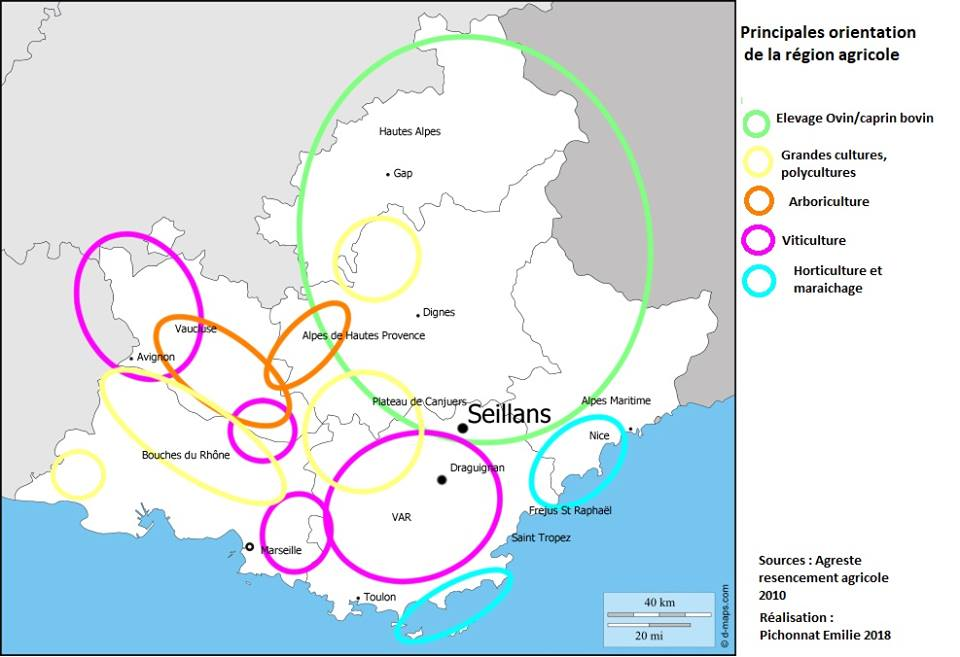 Principales orientation
de la région agricole
Elevage Ovin/caprin bovin
Grandes cultures,
polycultures
Arboriculture
Viticulture
Horticulture et
maraichage
Hautes Alpes
Gap
Dignes
Vaucluse
Alpes de Hautes Provence
Avignon
Plateau de Canjuers
Alpes Maritime
Seillans
Nice
Bouches du Rhône
Draguignan
Frejus St Raphaël
VAR
Saint Tropez
Marseille
Toulon
40 km
20 mi
© d-maps.com
Sources : Agreste
resencement agricole
2010
Réalisation :
Pichonnat Emilie 2018